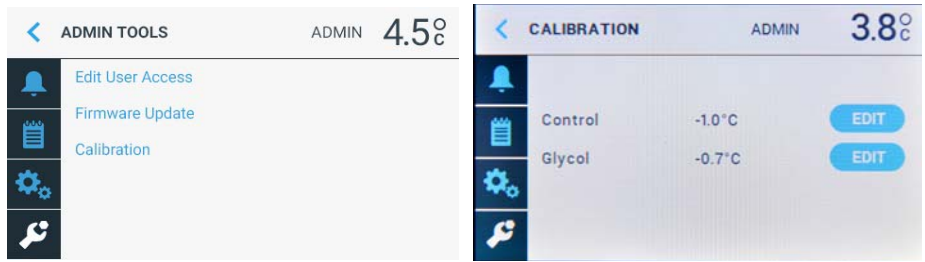 ADMIN TOOLS ADMIN 4.5°C
Edit User Access
Firmware Update
Calibration
CALIBRATION ADMIN 3.8°C
Control -1.0°C EDIT
Glycol -0.7°C EDIT